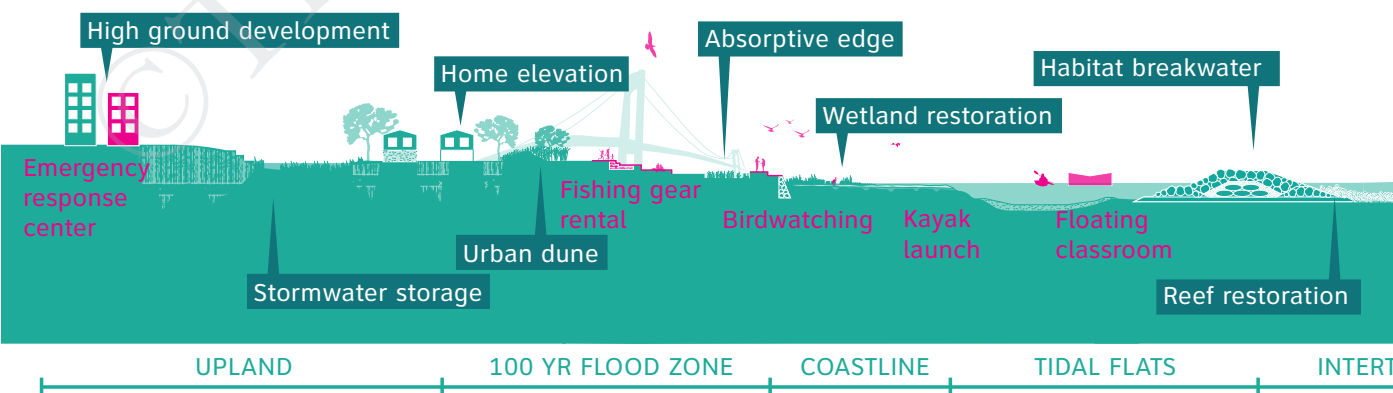 High ground development
Absorptive edge
Home elevation
Habitat breakwater
Wetland restoration
Emergency
response
center
Fishing gear
rental
Birdwatching
Kayak
launch
Floating
classroom
Urban dune
Stormwater storage
Reef restoration
UPLAND
100 YR FLOOD ZONE
COASTLINE
TIDAL FLATS
INTERT